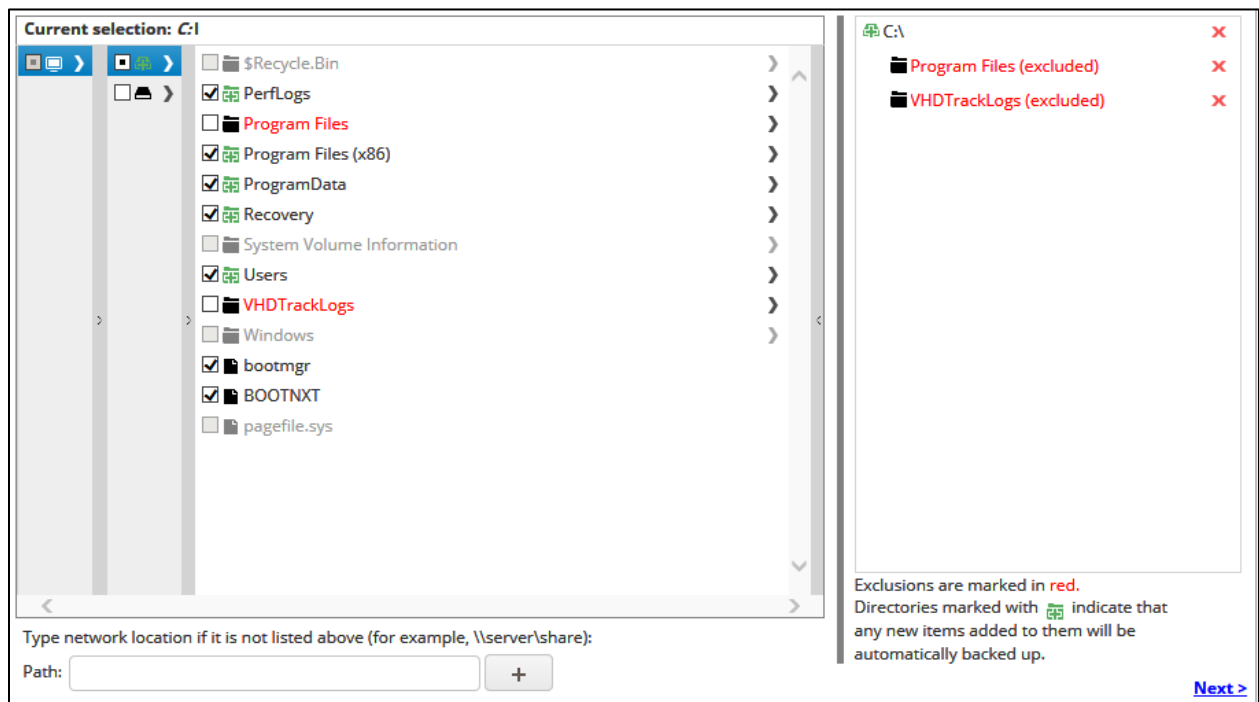 Current selection: C:\
$Recycle.Bin
PerfLogs
Program Files
Program Files (x86)
ProgramData
Recovery
System Volume Information
Users
VHDTrackLogs
Windows
bootmgr
BOOTNXT
pagefile.sys
Type network location if it is not listed above (for example, \\server\share):
Path:
+
C:\
Program Files (excluded)
VHDTrackLogs (excluded)
Exclusions are marked in red.
Directories marked with indicate that
any new items added to them will be
automatically backed up.
Next >